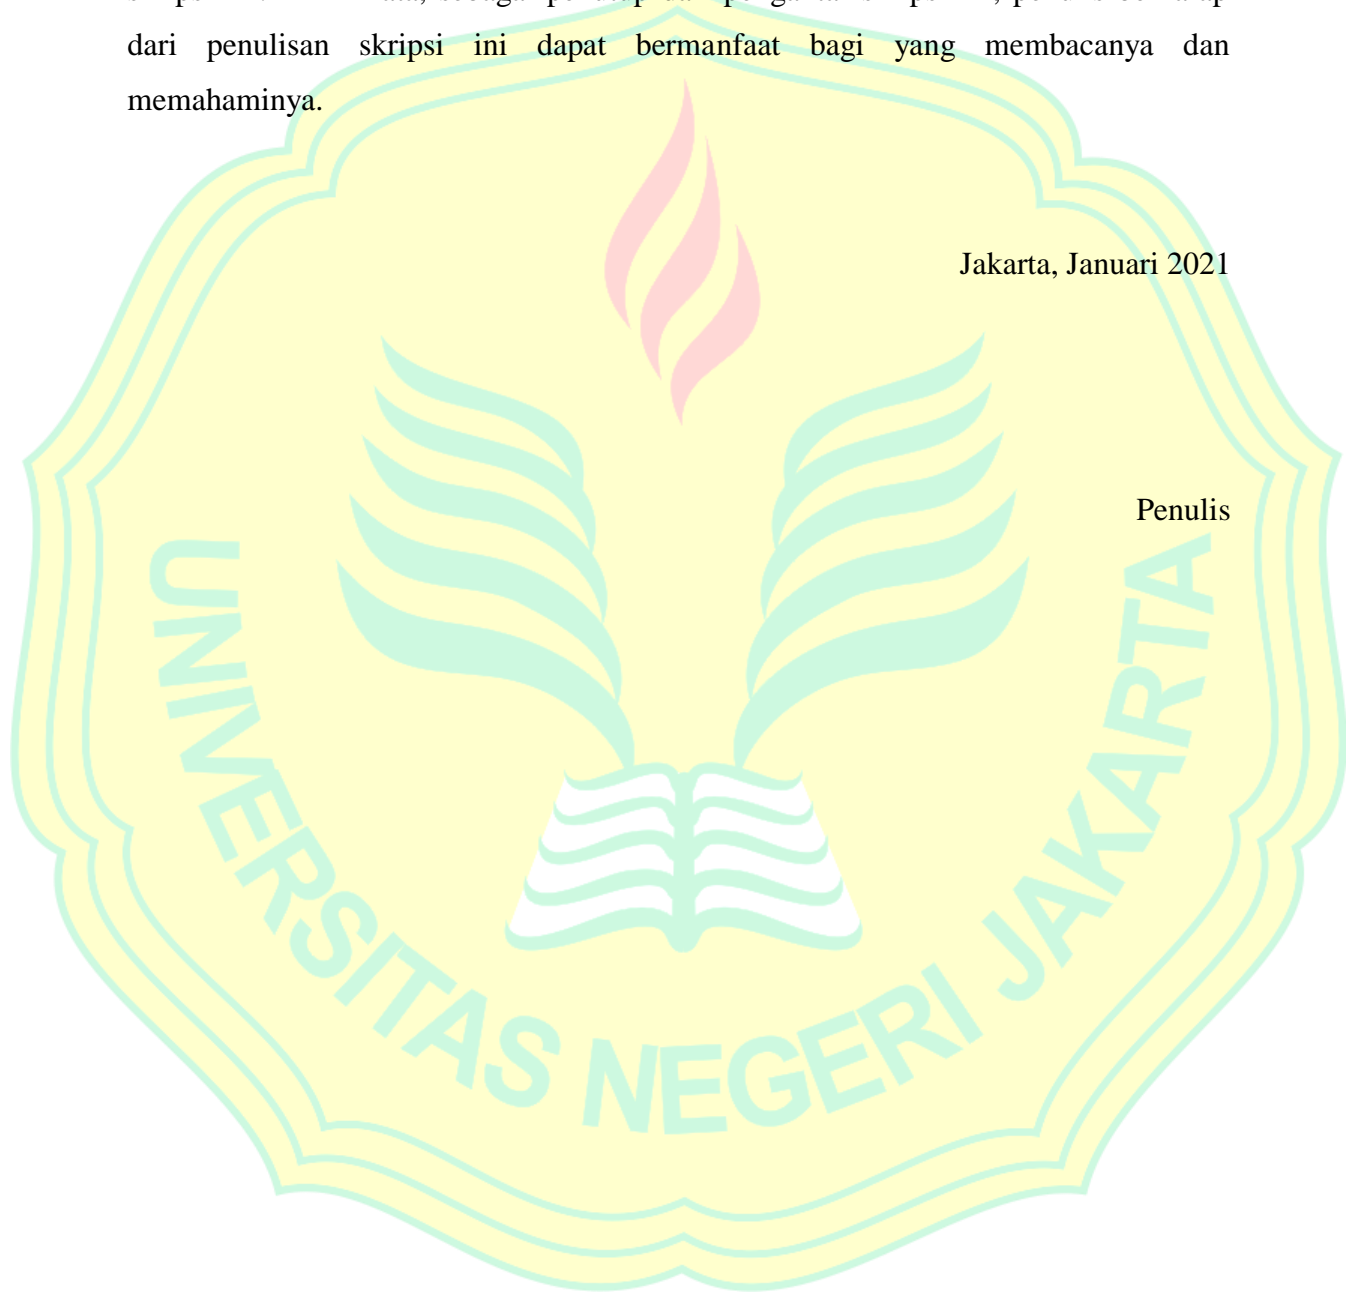 dari penulisan skripsi ini dapat bermanfaat bagi yang membacanya dan
memahaminya.
Jakarta, Januari 2021
Penulis
UNIVERSITAS NEGERI JAKARTA